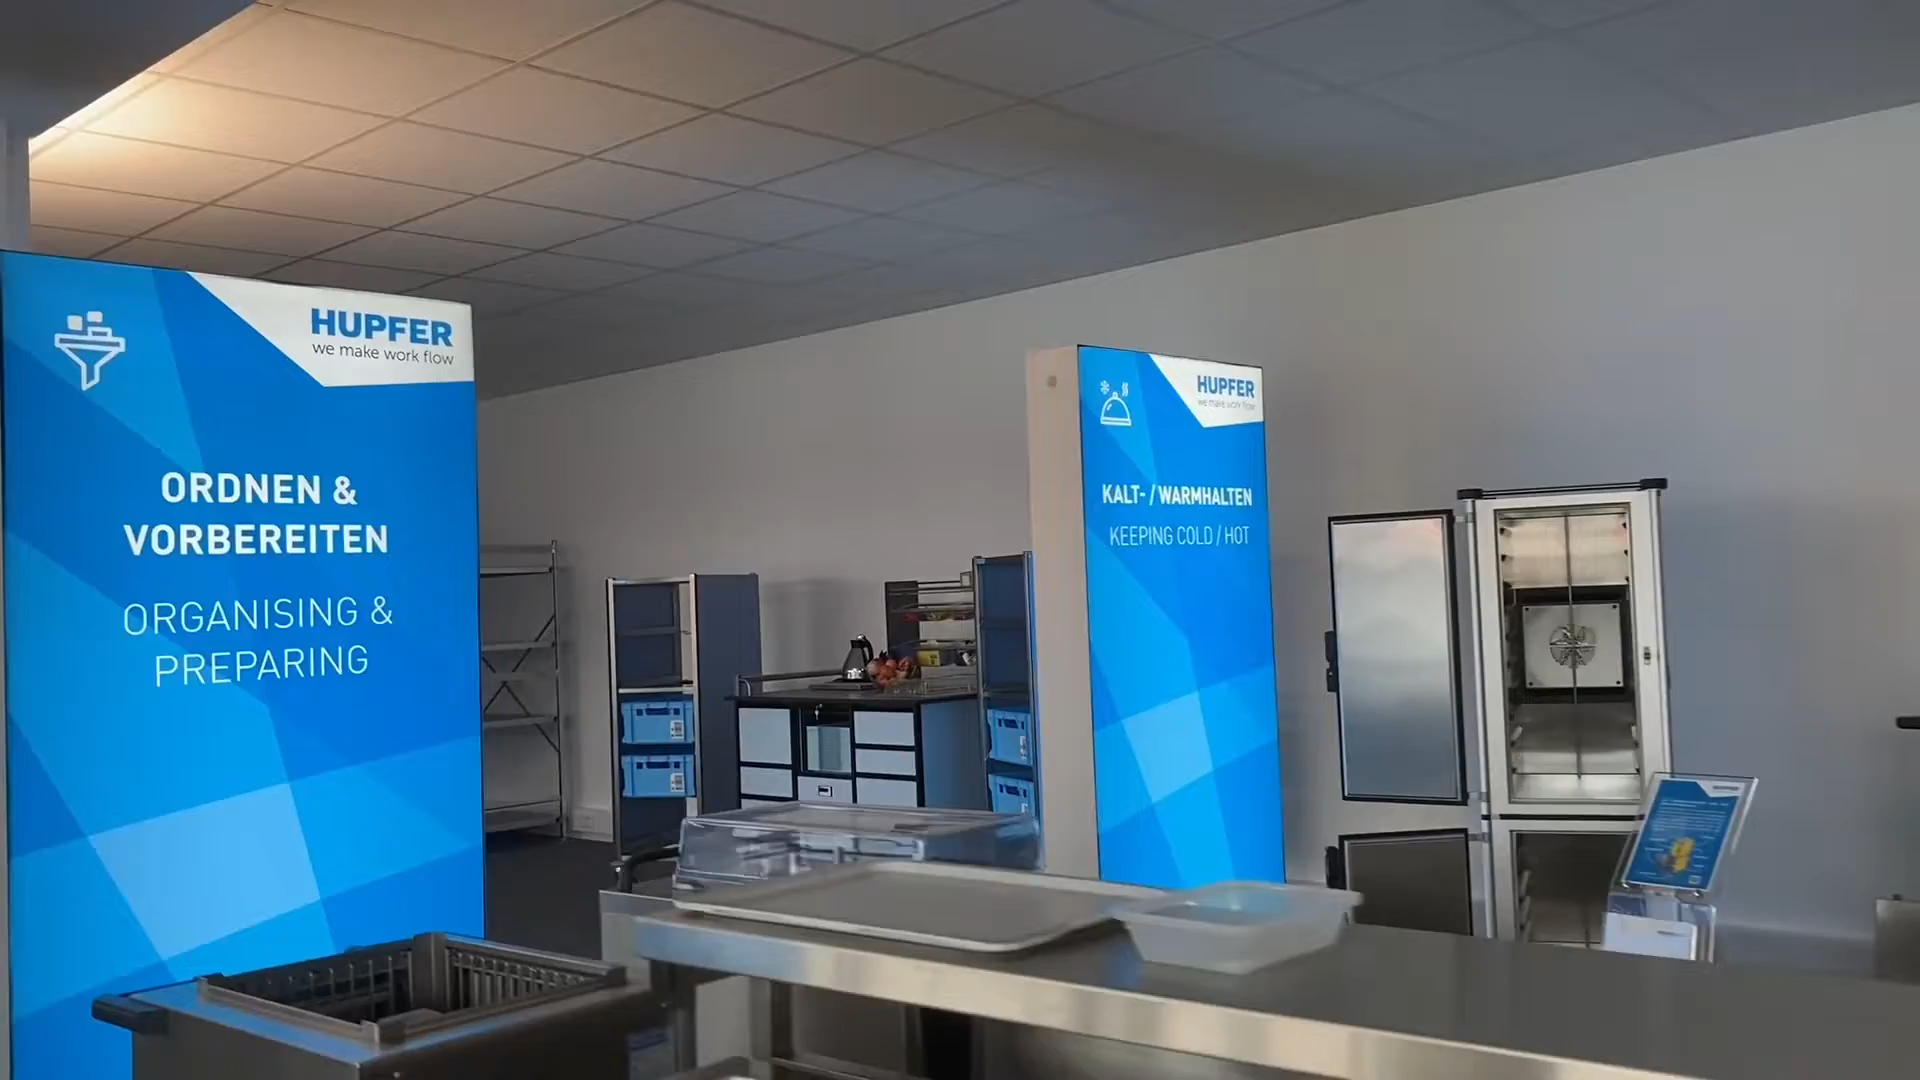 HUPFER
we make work flow
ORDNEN &
VORBEREITEN
ORGANISING &
PREPARING
HUPFER
we make work flow
KALT- / WARMHALTEN
KEEPING COLD / HOT